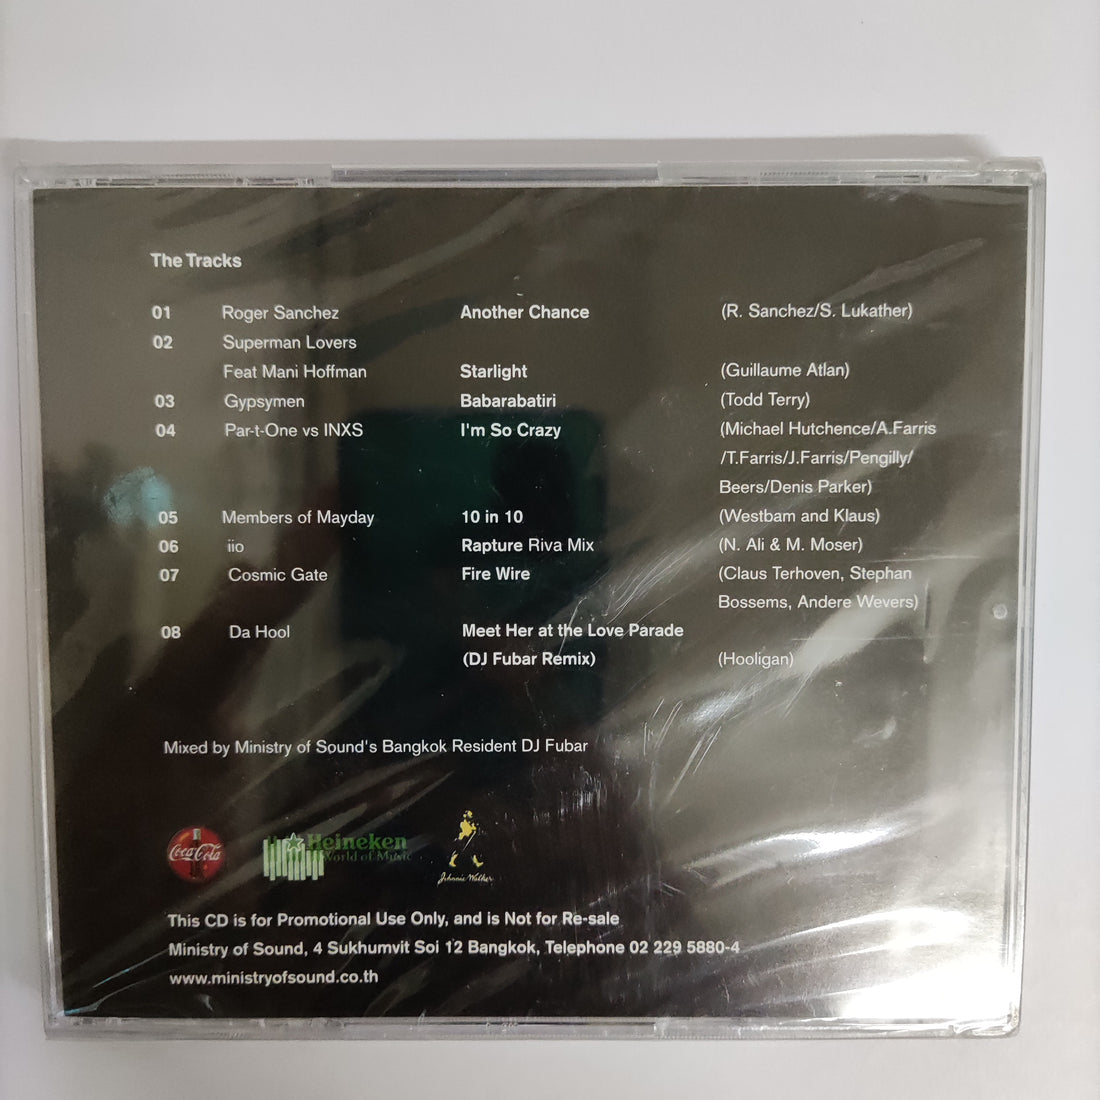 The Tracks
01 Roger Sanchez Another Chance (R. Sanchez/S. Lukather)
02 Superman Lovers
Feat Mani Hoffman Starlight (Guillaume Atlan)
03 Gypsymen Babarabatiri (Todd Terry)
04 Par-t-One vs INXS I'm So Crazy (Michael Hutchence/A.Farris
/T.Farris/J.Farris/Pengilly/
Beers/Denis Parker)
05 Members of Mayday 10 in 10 (Westbam and Klaus)
06 iio Rapture Riva Mix (N. Ali & M. Moser)
07 Cosmic Gate Fire Wire (Claus Terhoven, Stephan
Bossems, Andere Wevers)
08 Da Hool Meet Her at the Love Parade
(DJ Fubar Remix) (Hooligan)
Mixed by Ministry of Sound's Bangkok Resident DJ Fubar
Coca-Cola
Heineken
World of Music
Johnnie Walker
This CD is for Promotional Use Only, and is Not for Re-sale
Ministry of Sound, 4 Sukhumvit Soi 12 Bangkok, Telephone 02 229 5880-4
www.ministryofsound.co.th